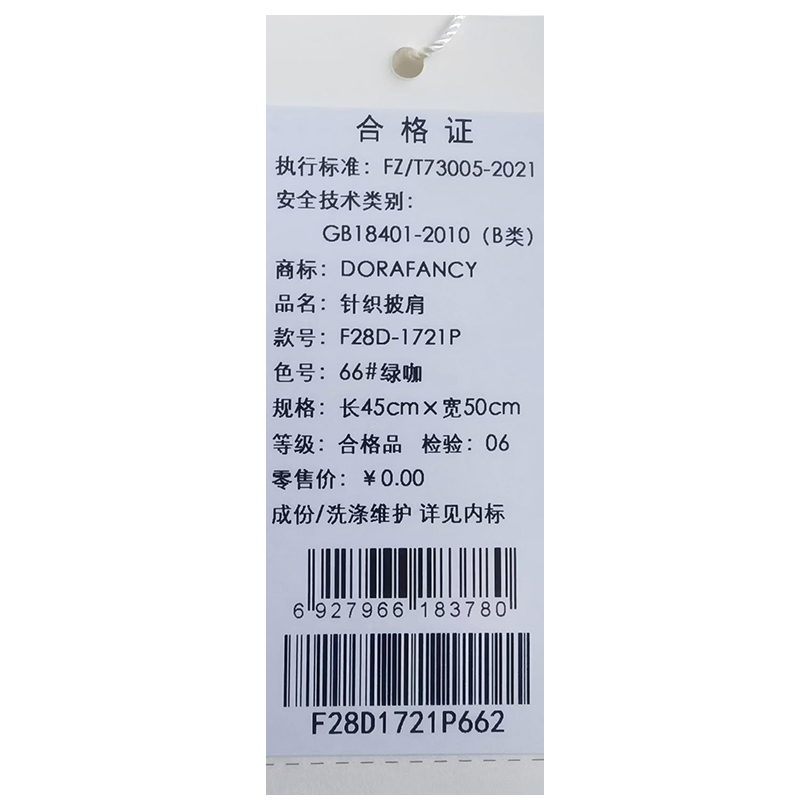 合格证
执行标准：FZ/T73005-2021
安全技术类别：
GB18401-2010（B类）
商标：DORAFANCY
品名：针织披肩
款号：F28D-1721P
色号：66#绿咖
规格：长45cm×宽50cm
等级：合格品 检验：06
零售价：￥0.00
成份/洗涤维护 详见内标
6 927966 183780
F28D1721P662